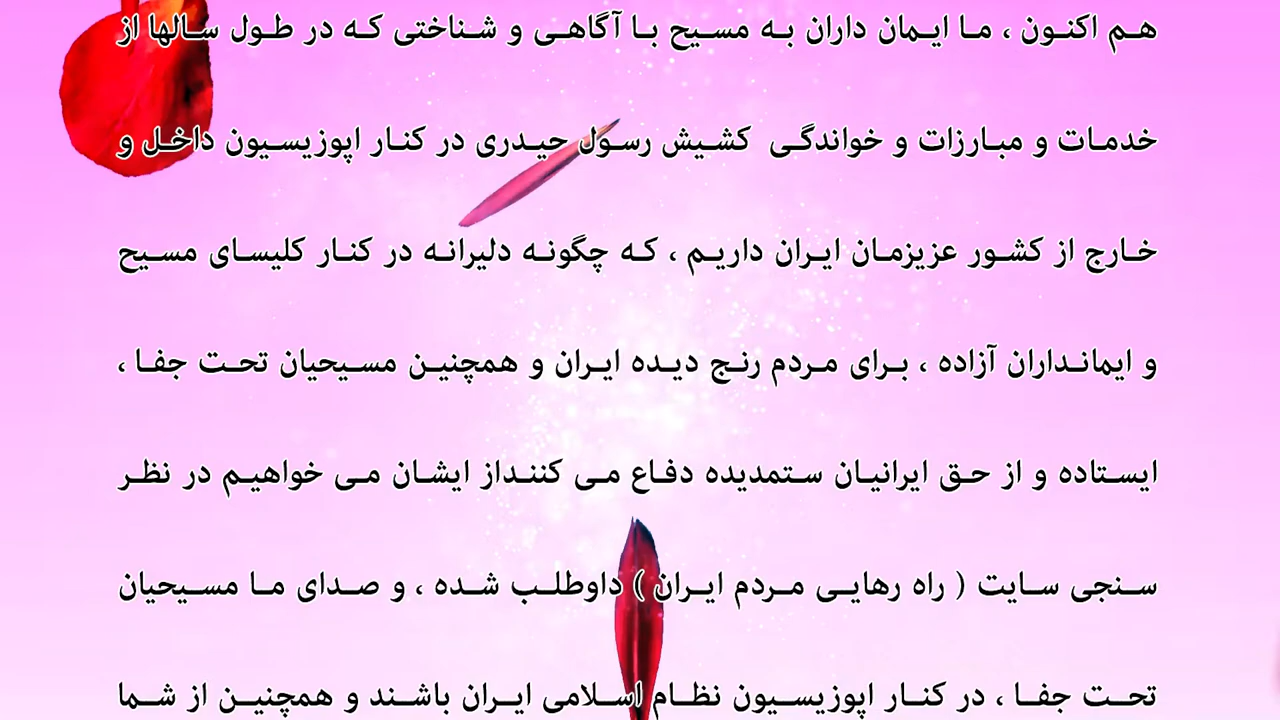 هم اکنون ، ما ایمان داران به مسیح با آگاهی و شناختی که در طول سالها از
خدمات و مبارزات و خواندگی کشیش رسول حیدری در کنار اپوزیسیون داخل و
خارج از کشور عزیزمان ایران داریم ، که چگونه دلیرانه در کنار کلیسای مسیح
و ایمانداران آزاده ، برای مردم رنج دیده ایران و همچنین مسیحیان تحت جفا ،
ایستاده و از حق ایرانیان ستمدیده دفاع می کننداز ایشان می خواهیم در نظر
سنجی سایت ( راه رهایی مردم ایران ) داوطلب شده ، و صدای ما مسیحیان
تحت جفا ، در کنار اپوزیسیون نظام اسلامی ایران باشند و همچنین از شما